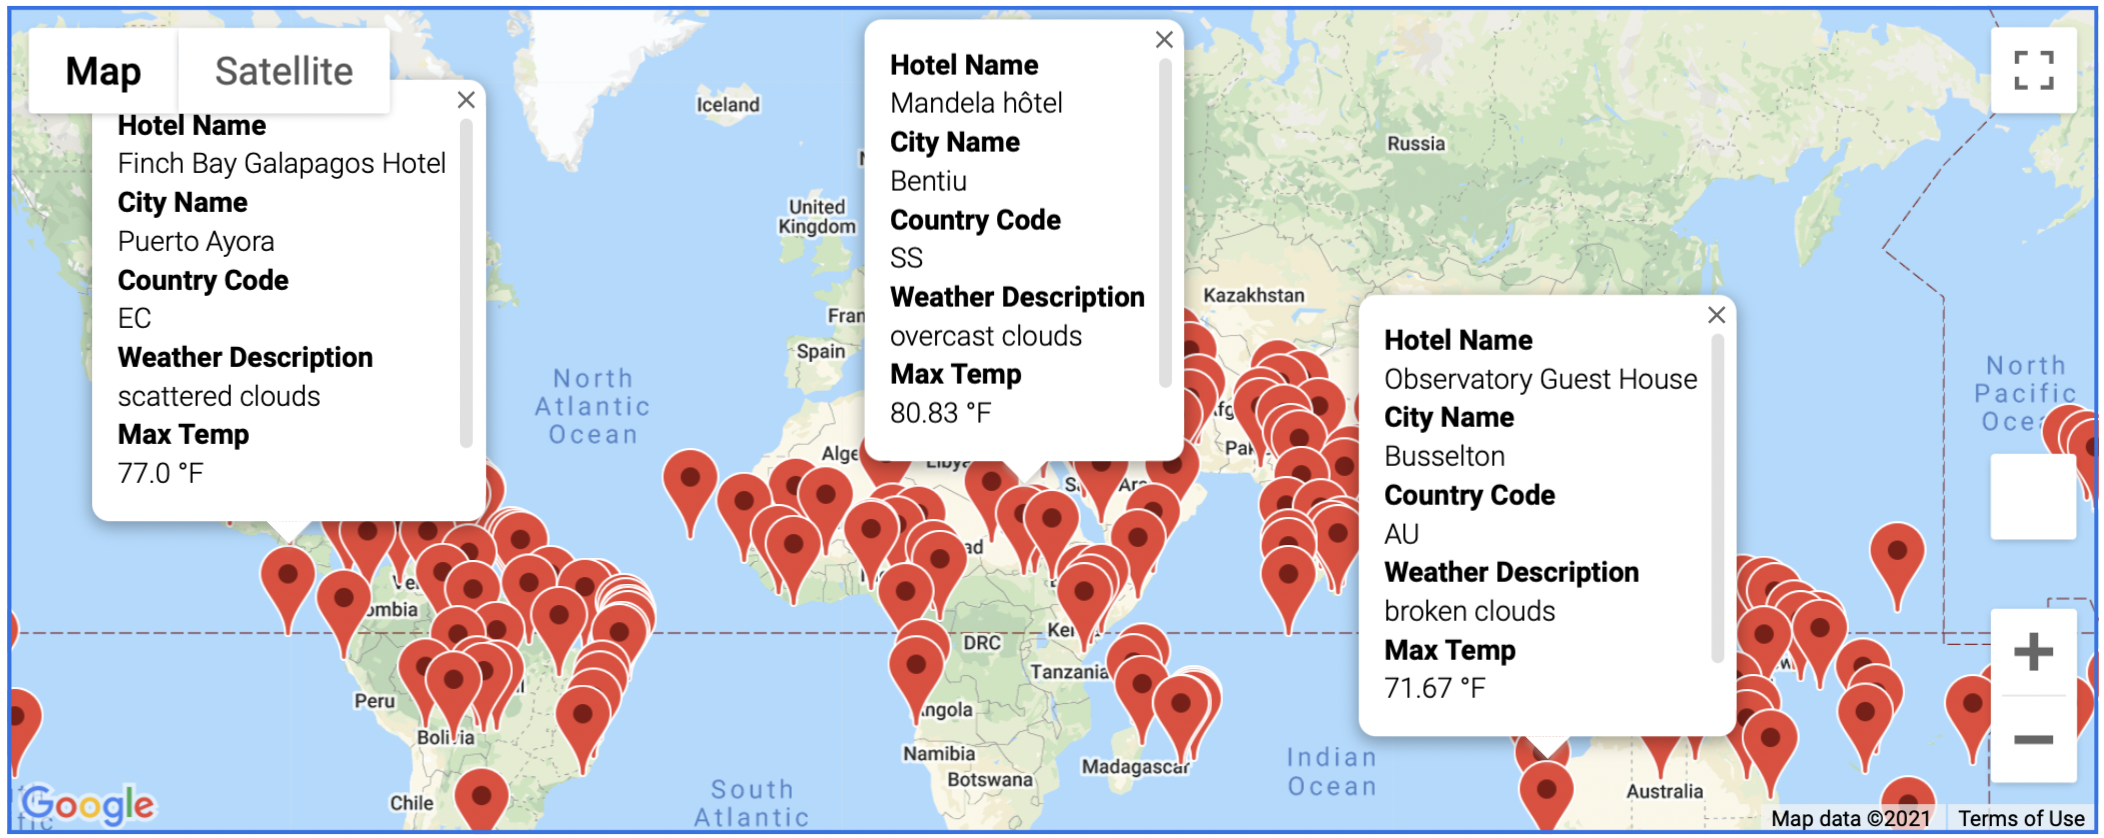 Map
Satellite
Hotel Name
Finch Bay Galapagos Hotel
City Name
Puerto Ayora
Country Code
EC
Weather Description
scattered clouds
Max Temp
77.0 °F
Hotel Name
Mandela hôtel
City Name
Bentiu
Country Code
SS
Weather Description
overcast clouds
Max Temp
80.83 °F
Hotel Name
Observatory Guest House
City Name
Busselton
Country Code
AU
Weather Description
broken clouds
Max Temp
71.67 °F
Iceland
Russia
United
Kingdom
Kazakhstan
Fran
Spain
North
Atlantic
Ocean
North
Pacific
Oce
Alge
Libya
Afg
Pak
ombia
DRC
Ke
Tanzania
Peru
ngola
Bolivia
Namibia
Botswana
Madagascar
Indian
Ocean
South
Atlantic
Chile
Australia
Google
Map data ©2021
Terms of Use